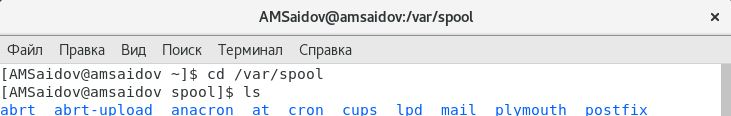 AMSaidov@amsaidov:/var/spool ×
Файл Правка Вид Поиск Терминал Справка
[AMSaidov@amsaidov ~]$ cd /var/spool
[AMSaidov@amsaidov spool]$ ls
abrt abrt-upload anacron at cron cups lpd mail plymouth postfix